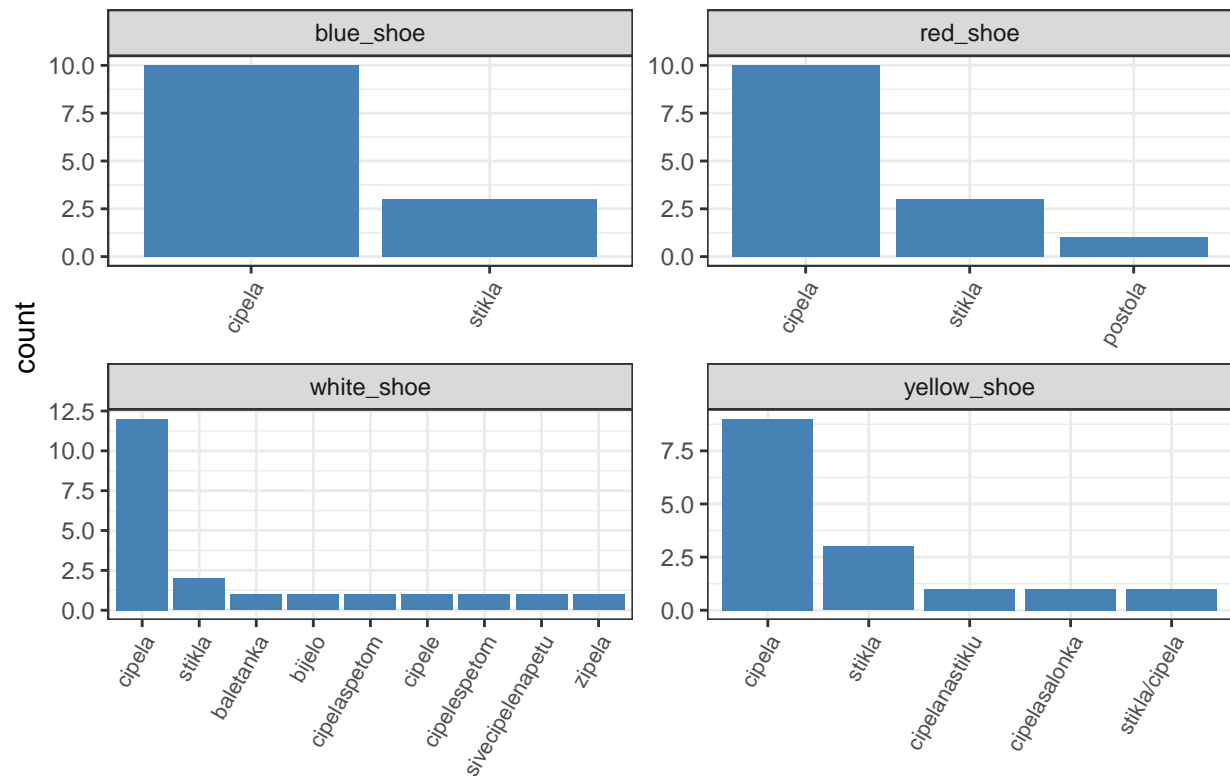 blue_shoe
red_shoe
10.0
7.5
5.0
2.5
0.0
cipela
stikla
10.0
7.5
5.0
2.5
0.0
cipela
stikla
postola
count
white_shoe
yellow_shoe
12.5
10.0
7.5
5.0
2.5
0.0
cipela
stikla
baletanka
bijelo
cipelaspetom
cipele
cipelespetom
sivecipelenapetu
zipela
7.5
5.0
2.5
0.0
cipela
stikla
cipelanastiklu
cipelasalonka
stikla/cipela